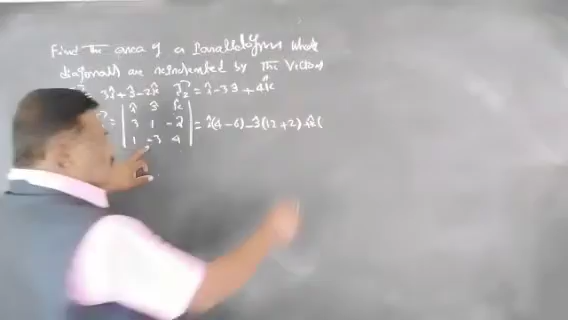 Find The area of a Parallelogram whose
diagonals are represented by The Vectors
3î+ĵ-2k̂ d⃗₂ = î-3ĵ+4k̂
= | î ĵ k̂ |
| 3 1 -2 | = î(4-6)-ĵ(12+2)+k̂(
| 1 -3 4 |